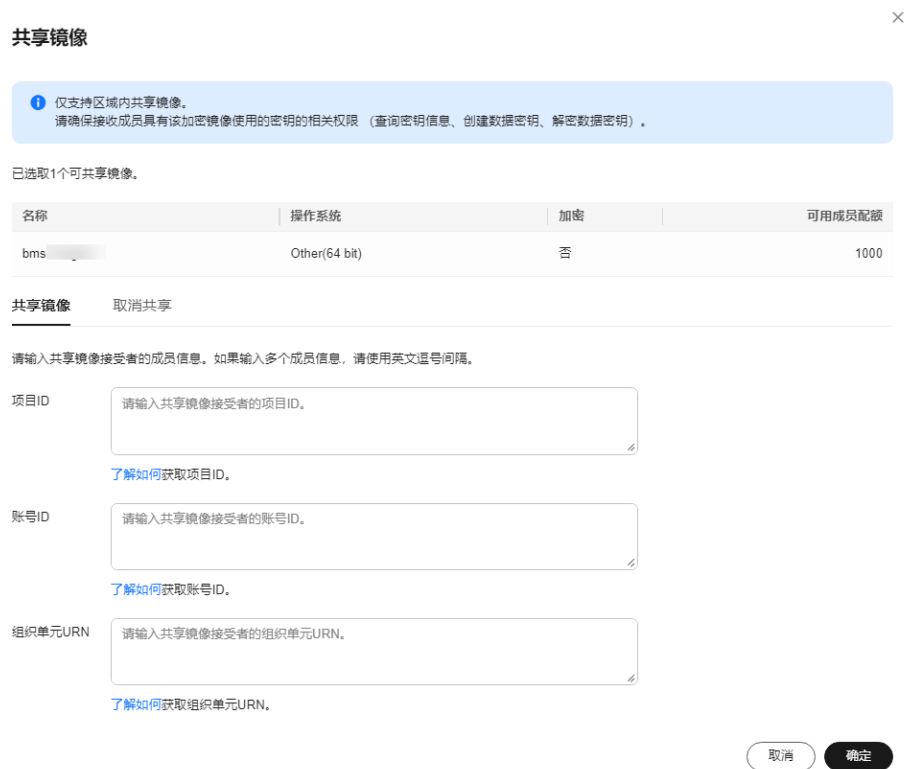 共享镜像
仅支持区域内共享镜像。
请确保接收成员具有该加密镜像使用的密钥的相关权限 （查询密钥信息、创建数据密钥、解密数据密钥）。
已选取1个可共享镜像。
名称 操作系统 加密 可用成员配额
bms Other(64 bit) 否 1000
共享镜像 取消共享
请输入共享镜像接受者的成员信息。如果输入多个成员信息，请使用英文逗号间隔。
项目ID 请输入共享镜像接受者的项目ID。
了解如何获取项目ID。
账号ID 请输入共享镜像接受者的账号ID。
了解如何获取账号ID。
组织单元URN 请输入共享镜像接受者的组织单元URN。
了解如何获取组织单元URN。
取消 确定